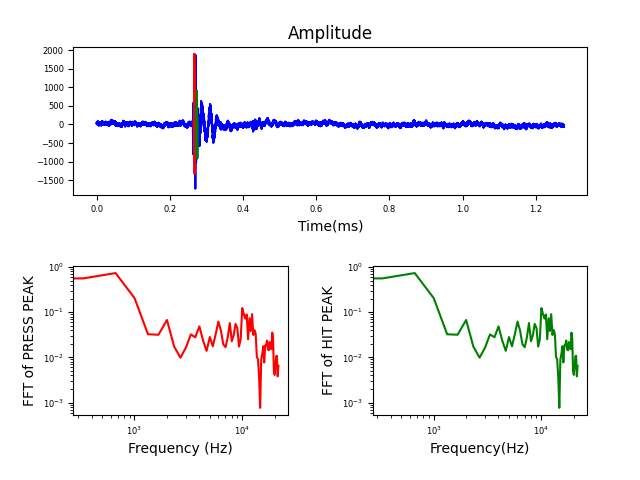 Amplitude
2000
1500
1000
500
0
−500
−1000
−1500
0.0 0.2 0.4 0.6 0.8 1.0 1.2
Time(ms)
FFT of PRESS PEAK
10⁰
10⁻¹
10⁻²
10⁻³
10³ 10⁴
Frequency (Hz)
FFT of HIT PEAK
10⁰
10⁻¹
10⁻²
10⁻³
10³ 10⁴
Frequency(Hz)